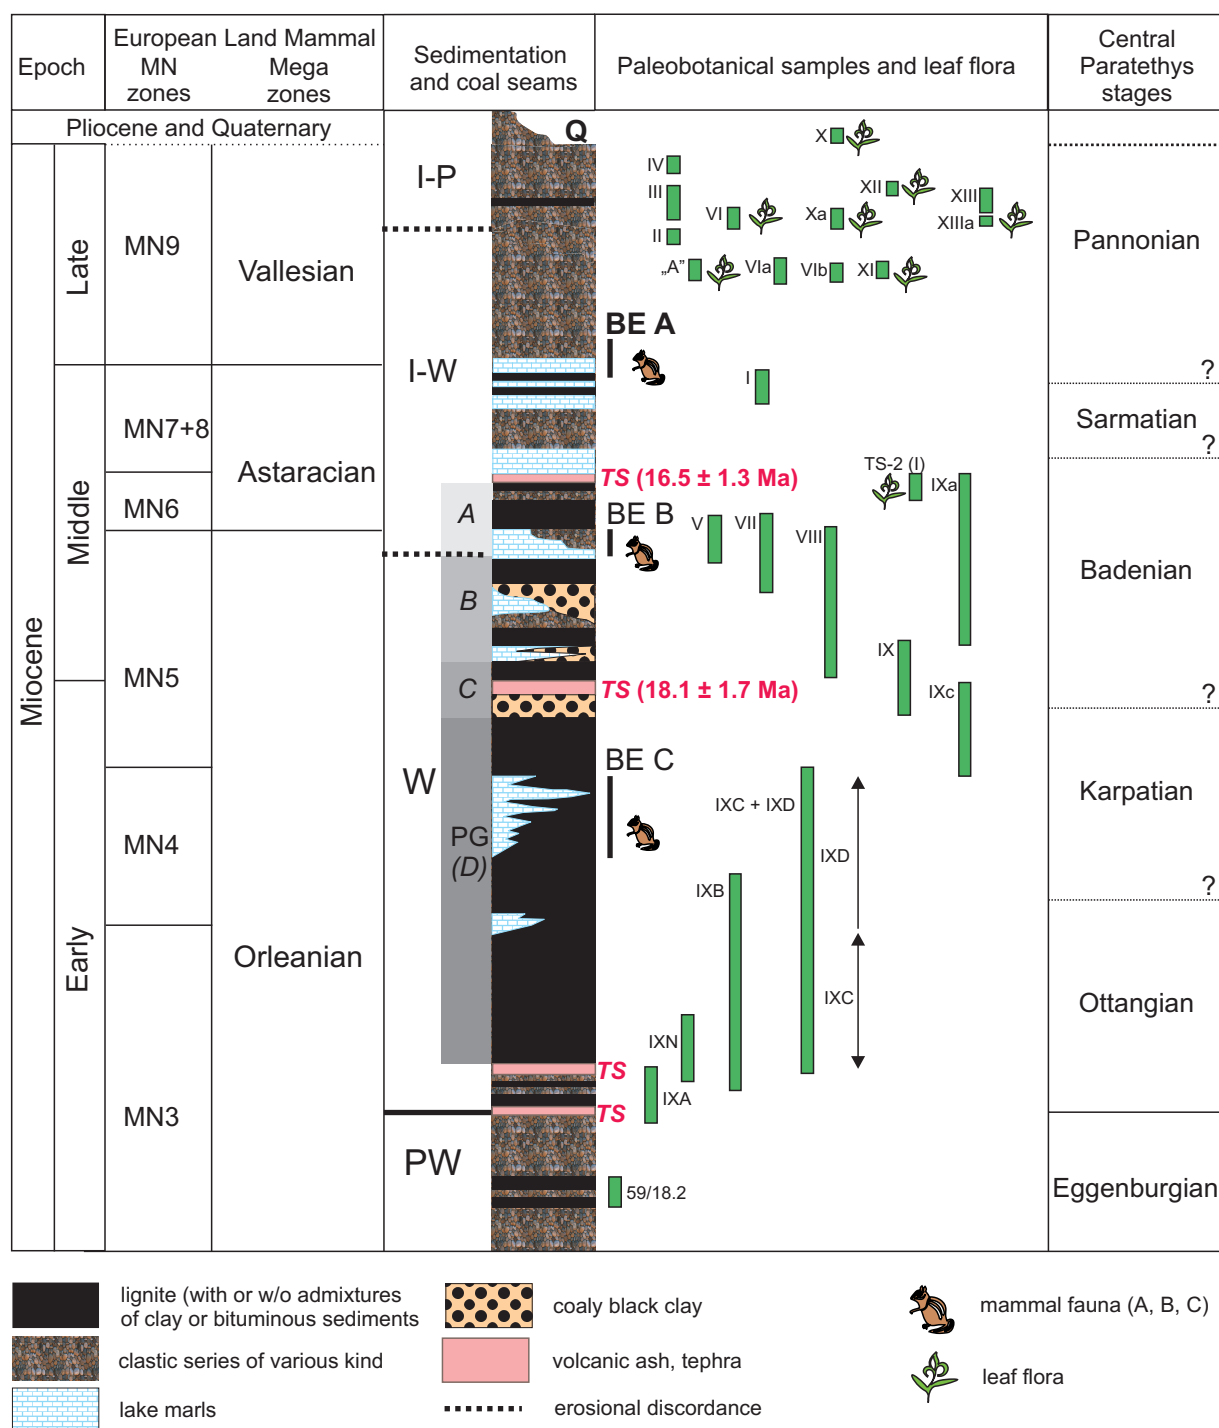 Epoch
European Land Mammal
MN
zones
Mega
zones
Sedimentation
and coal seams
Paleobotanical samples and leaf flora
Central
Paratethys
stages
Pliocene and Quaternary
Q
X
Miocene
Late
Middle
Early
MN9
MN7+8
MN6
MN5
MN4
MN3
Vallesian
Astaracian
Orleanian
I-P
I-W
W
PW
A
B
C
PG
(D)
IV
III
II
VI
XII
Xa
XIII
XIIIa
„A”
VIa
VIb
XI
BE A
I
TS (16.5 ± 1.3 Ma)
TS-2 (I)
IXa
BE B
V
VII
VIII
IX
TS (18.1 ± 1.7 Ma)
IXc
BE C
IXC + IXD
IXD
IXB
IXC
IXN
TS
IXA
TS
59/18.2
Pannonian
?
Sarmatian
?
Badenian
?
Karpatian
?
Ottangian
Eggenburgian
lignite (with or w/o admixtures
of clay or bituminous sediments
clastic series of various kind
lake marls
coaly black clay
volcanic ash, tephra
erosional discordance
mammal fauna (A, B, C)
leaf flora